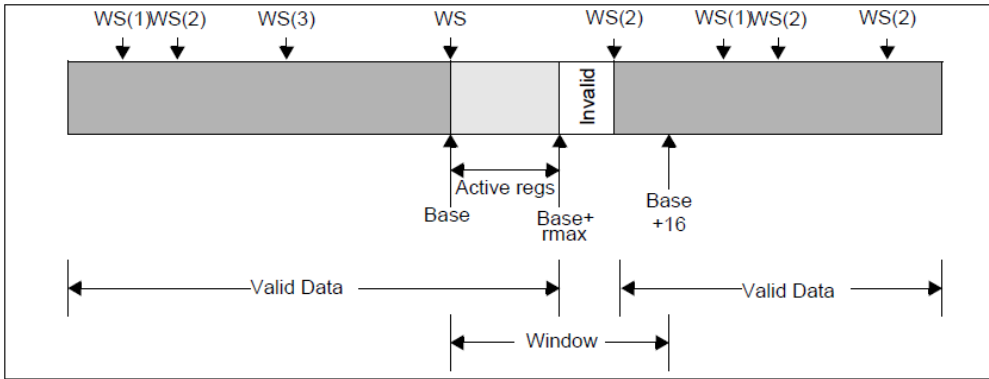 WS(1) WS(2) WS(3) WS WS(2) WS(1) WS(2) WS(2)
Invalid
Active regs
Base
Base+
rmax
Base
+16
Valid Data
Valid Data
Window